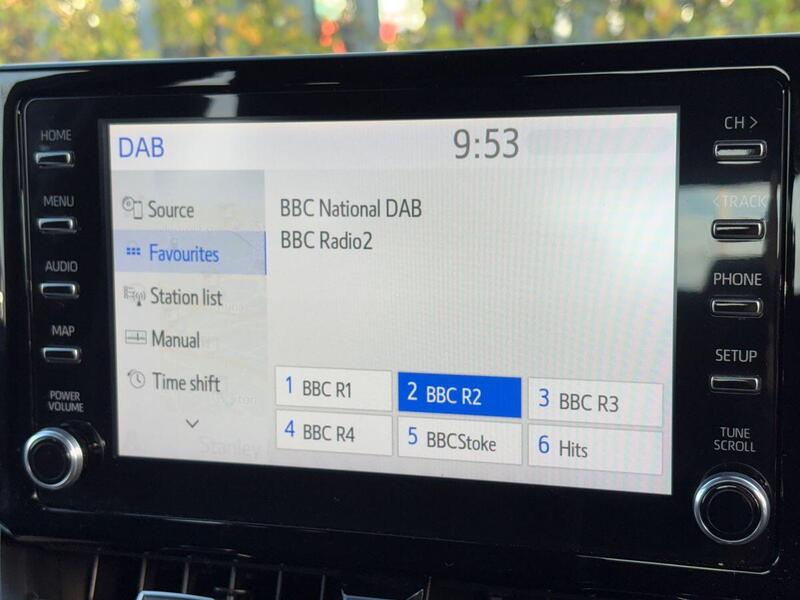 HOME
MENU
AUDIO
MAP
POWER
VOLUME
DAB
9:53
Source
Favourites
Station list
Manual
Time shift
BBC National DAB
BBC Radio2
1 BBC R1
2 BBC R2
3 BBC R3
4 BBC R4
5 BBCStoke
6 Hits
Stanley
CH >
< TRACK
PHONE
SETUP
TUNE
SCROLL